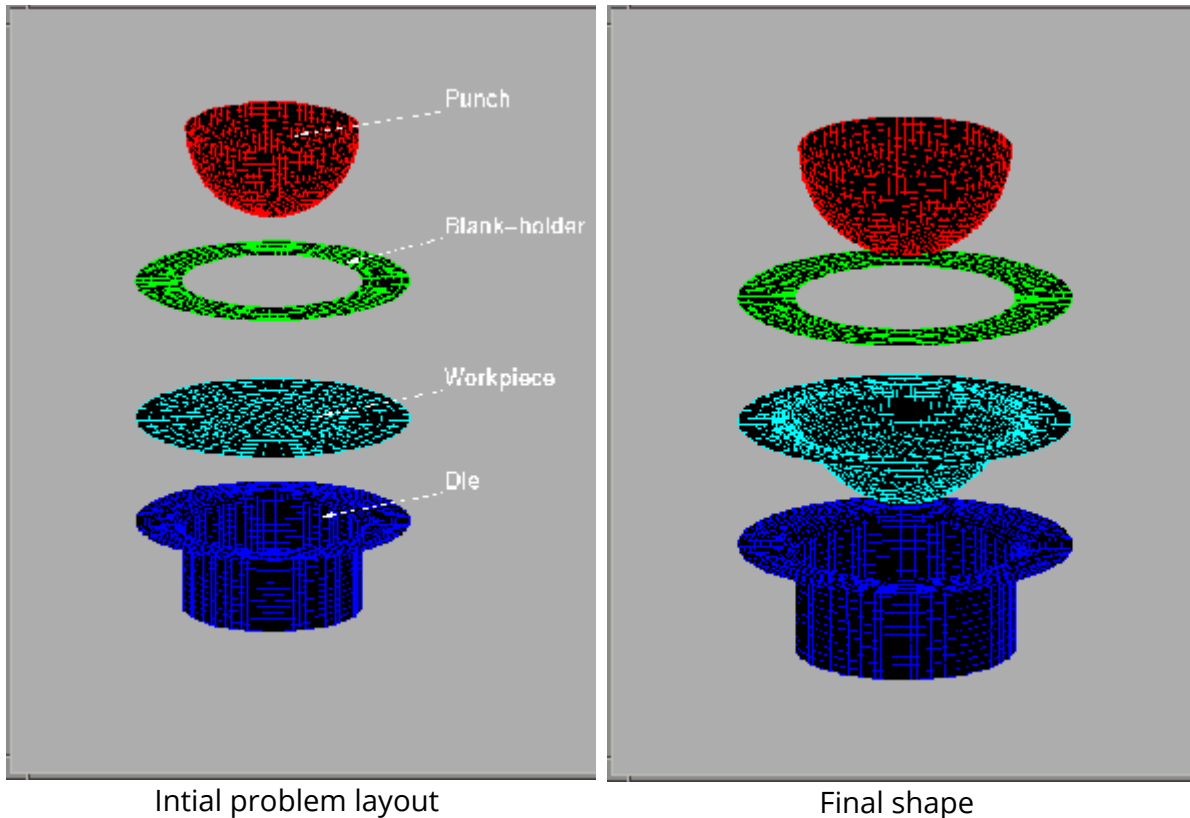 Punch
Blank-holder
Workpiece
Die
Intial problem layout
Final shape